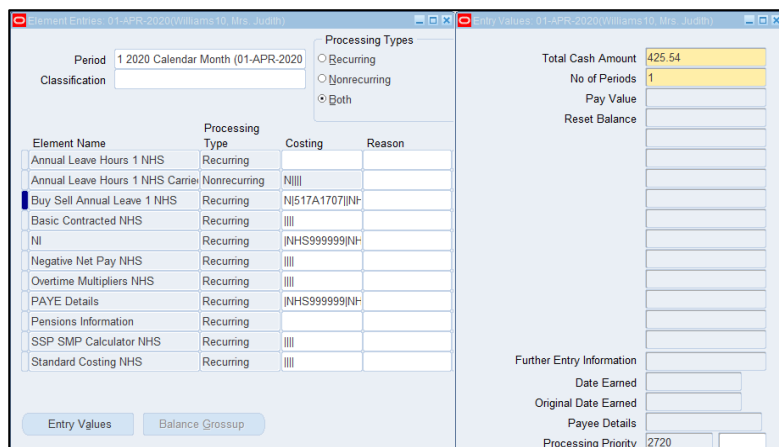 Element Entries: 01-APR-2020(Williams10, Mrs. Judith)
Period 1 2020 Calendar Month (01-APR-2020
Classification
Processing Types
Recurring
Nonrecurring
Both
Element Name Processing Type Costing Reason
Annual Leave Hours 1 NHS Recurring
Annual Leave Hours 1 NHS Carrie Nonrecurring N||||
Buy Sell Annual Leave 1 NHS Recurring N|517A1707||NH
Basic Contracted NHS Recurring ||||
NI Recurring |NHS999999|NH
Negative Net Pay NHS Recurring ||||
Overtime Multipliers NHS Recurring ||||
PAYE Details Recurring |NHS999999|NH
Pensions Information Recurring
SSP SMP Calculator NHS Recurring ||||
Standard Costing NHS Recurring ||||
Entry Values Balance Grossup
Entry Values: 01-APR-2020(Williams10, Mrs. Judith)
Total Cash Amount 425.54
No of Periods 1
Pay Value
Reset Balance
Further Entry Information
Date Earned
Original Date Earned
Payee Details
Processing Priority 2720